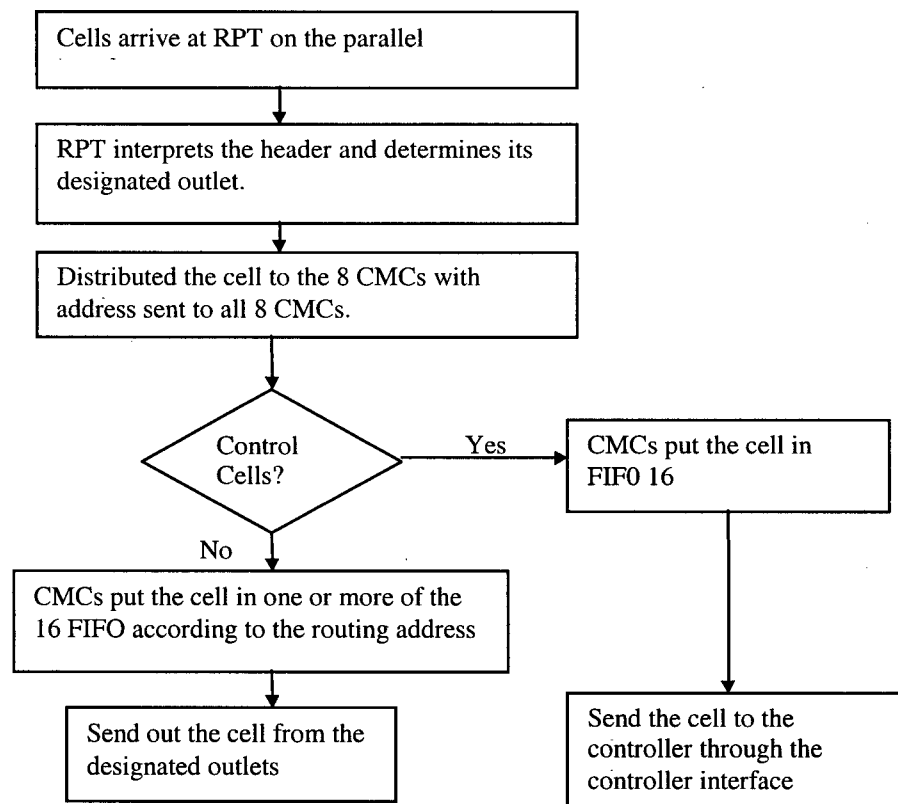 Cells arrive at RPT on the parallel
RPT interprets the header and determines its
designated outlet.
Distributed the cell to the 8 CMCs with
address sent to all 8 CMCs.
Control
Cells?
Yes
CMCs put the cell in
FIF0 16
No
CMCs put the cell in one or more of the
16 FIFO according to the routing address
Send out the cell from the
designated outlets
Send the cell to the
controller through the
controller interface